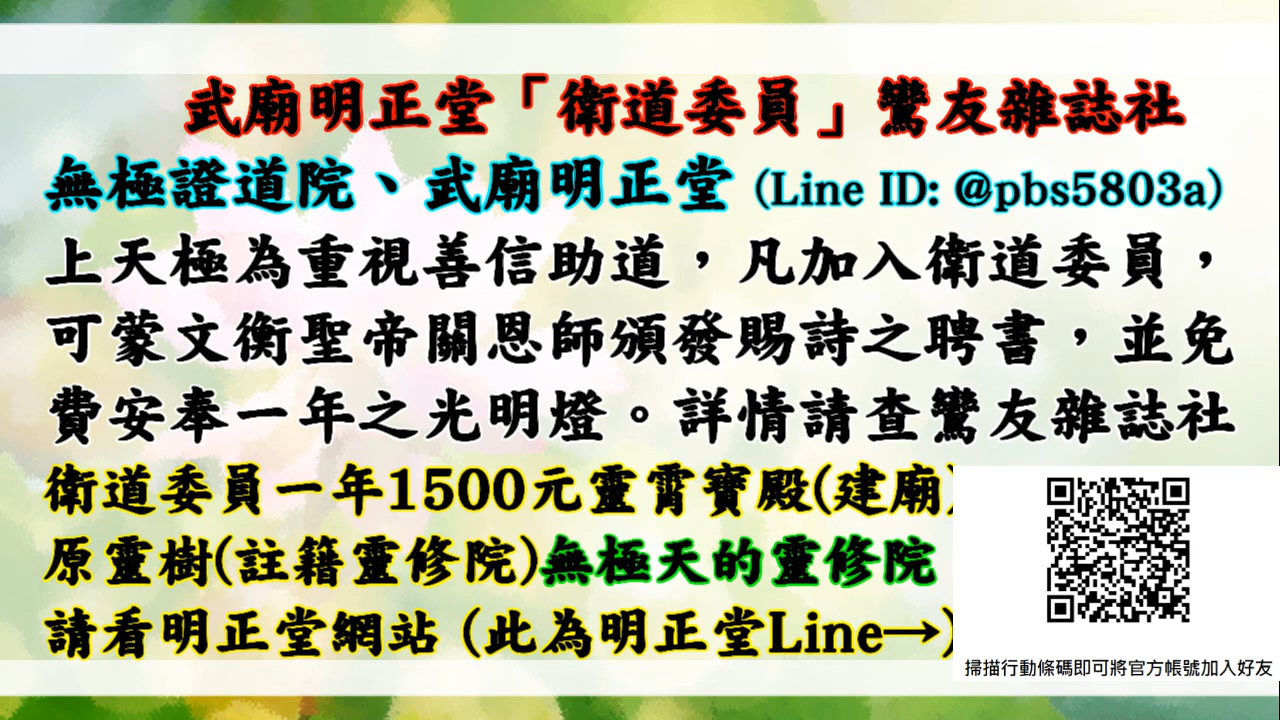 武廟明正堂「衛道委員」鸞友雜誌社
無極證道院、武廟明正堂 (Line ID: @pbs5803a)
上天極為重視善信助道，凡加入衛道委員，
可蒙文衡聖帝關恩師頒發賜詩之聘書，並免
費安奉一年之光明燈。詳情請查鸞友雜誌社
衛道委員一年1500元靈霄寶殿(建廟)
原靈樹(註籍靈修院)無極天的靈修院
請看明正堂網站 (此為明正堂Line→)
掃描行動條碼即可將官方帳號加入好友